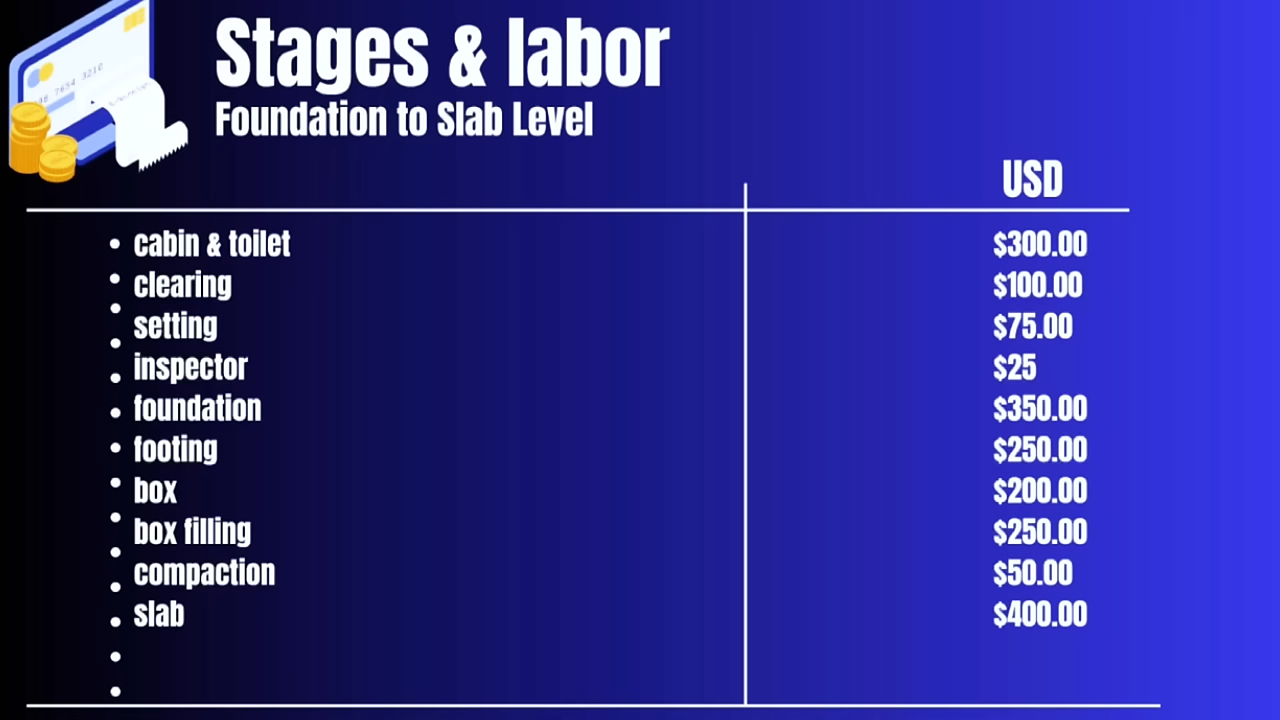 7654 3210
Stages & labor
Foundation to Slab Level
USD
• cabin & toilet $300.00
• clearing $100.00
• setting $75.00
• inspector $25
• foundation $350.00
• footing $250.00
• box $200.00
• box filling $250.00
• compaction $50.00
• slab $400.00